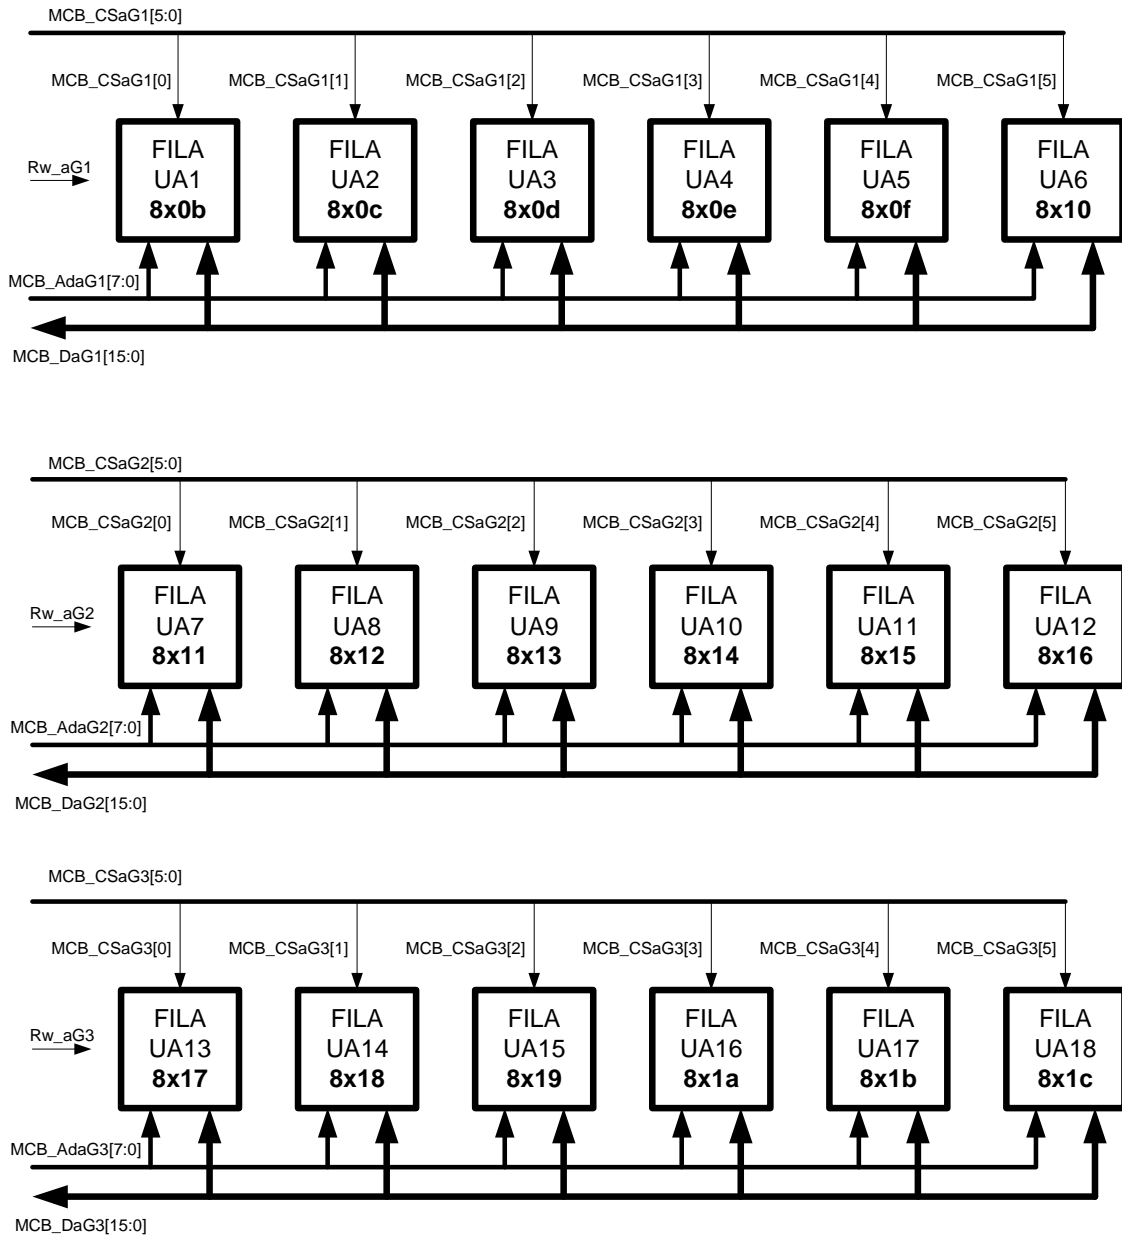 MCB_CSaG1[5:0]
MCB_CSaG1[0] MCB_CSaG1[1] MCB_CSaG1[2] MCB_CSaG1[3] MCB_CSaG1[4] MCB_CSaG1[5]
Rw_aG1
FILA UA1 8x0b
FILA UA2 8x0c
FILA UA3 8x0d
FILA UA4 8x0e
FILA UA5 8x0f
FILA UA6 8x10
MCB_AdaG1[7:0]
MCB_DaG1[15:0]
MCB_CSaG2[5:0]
MCB_CSaG2[0] MCB_CSaG2[1] MCB_CSaG2[2] MCB_CSaG2[3] MCB_CSaG2[4] MCB_CSaG2[5]
Rw_aG2
FILA UA7 8x11
FILA UA8 8x12
FILA UA9 8x13
FILA UA10 8x14
FILA UA11 8x15
FILA UA12 8x16
MCB_AdaG2[7:0]
MCB_DaG2[15:0]
MCB_CSaG3[5:0]
MCB_CSaG3[0] MCB_CSaG3[1] MCB_CSaG3[2] MCB_CSaG3[3] MCB_CSaG3[4] MCB_CSaG3[5]
Rw_aG3
FILA UA13 8x17
FILA UA14 8x18
FILA UA15 8x19
FILA UA16 8x1a
FILA UA17 8x1b
FILA UA18 8x1c
MCB_AdaG3[7:0]
MCB_DaG3[15:0]